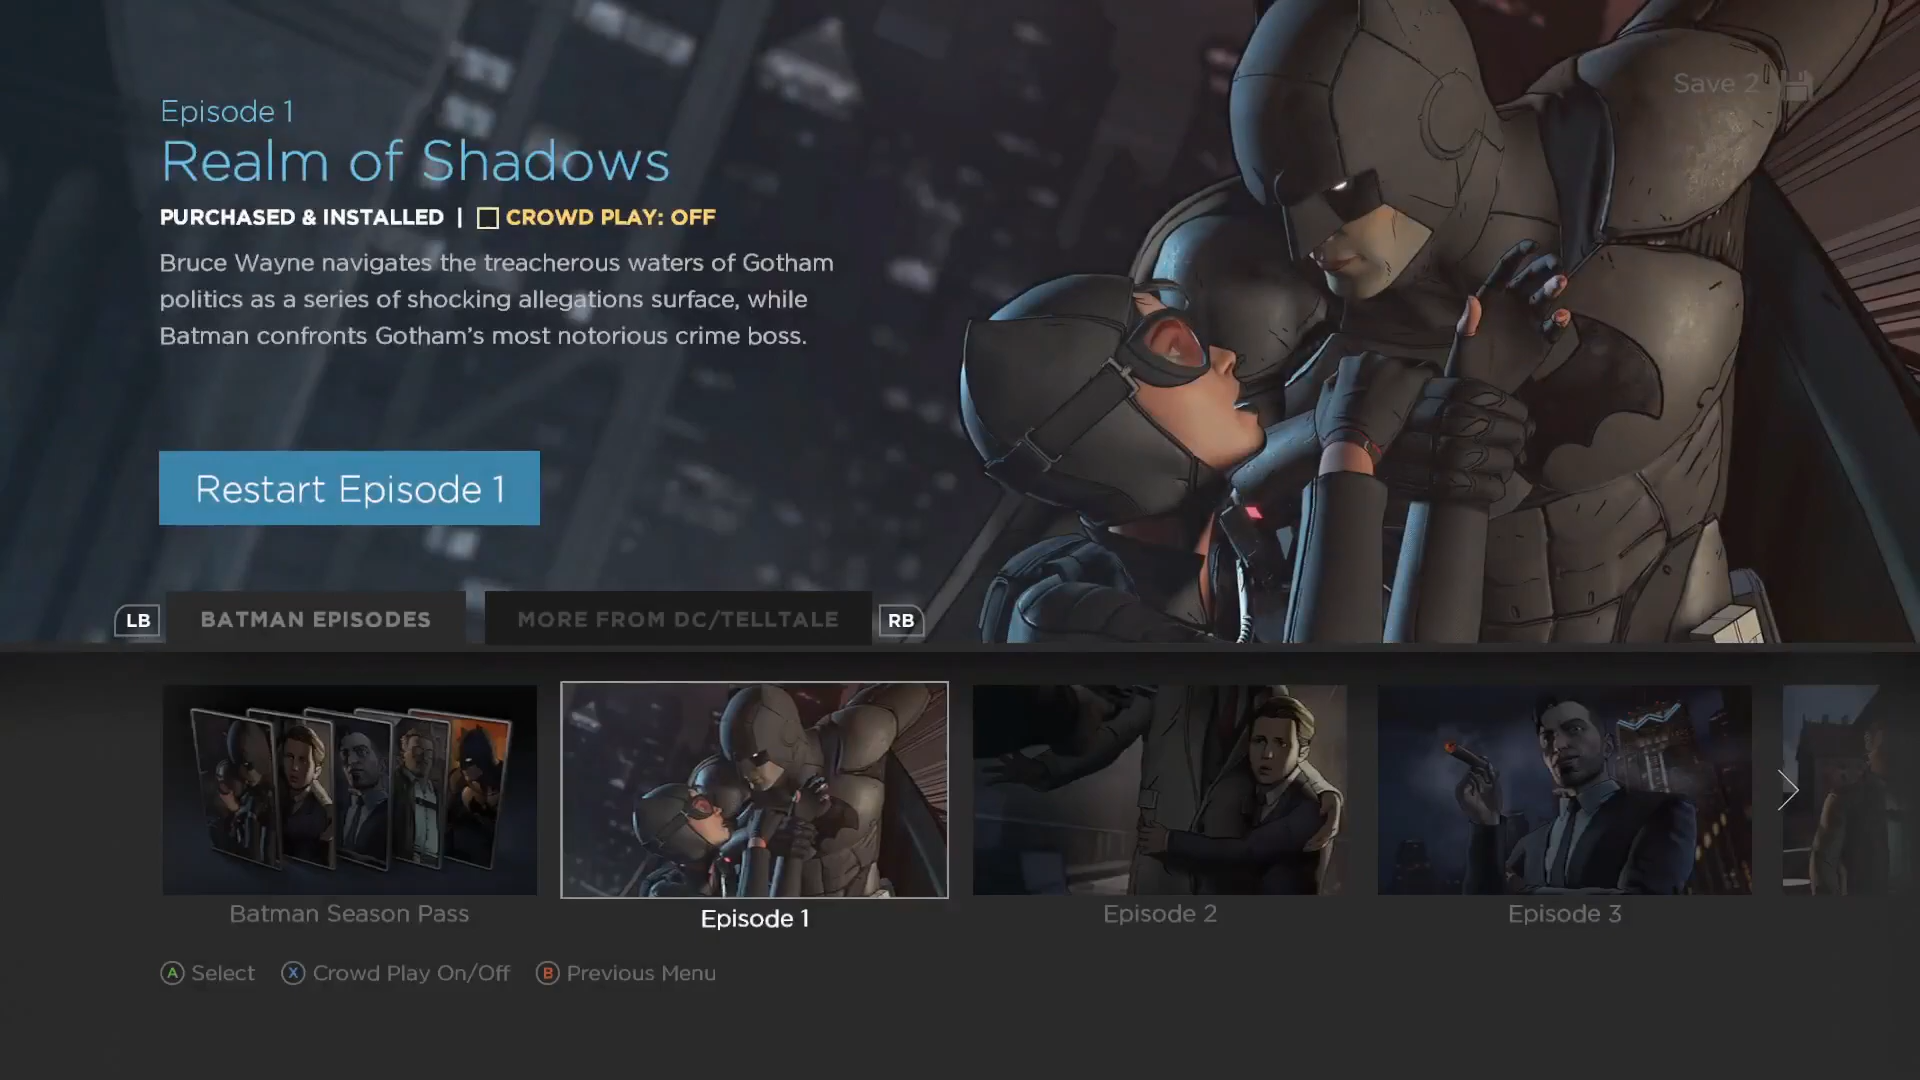 Save 2
Episode 1
Realm of Shadows
PURCHASED & INSTALLED | CROWD PLAY: OFF
Bruce Wayne navigates the treacherous waters of Gotham
politics as a series of shocking allegations surface, while
Batman confronts Gotham's most notorious crime boss.
Restart Episode 1
LB BATMAN EPISODES MORE FROM DC/TELLTALE RB
Batman Season Pass Episode 1 Episode 2 Episode 3
A Select X Crowd Play On/Off B Previous Menu